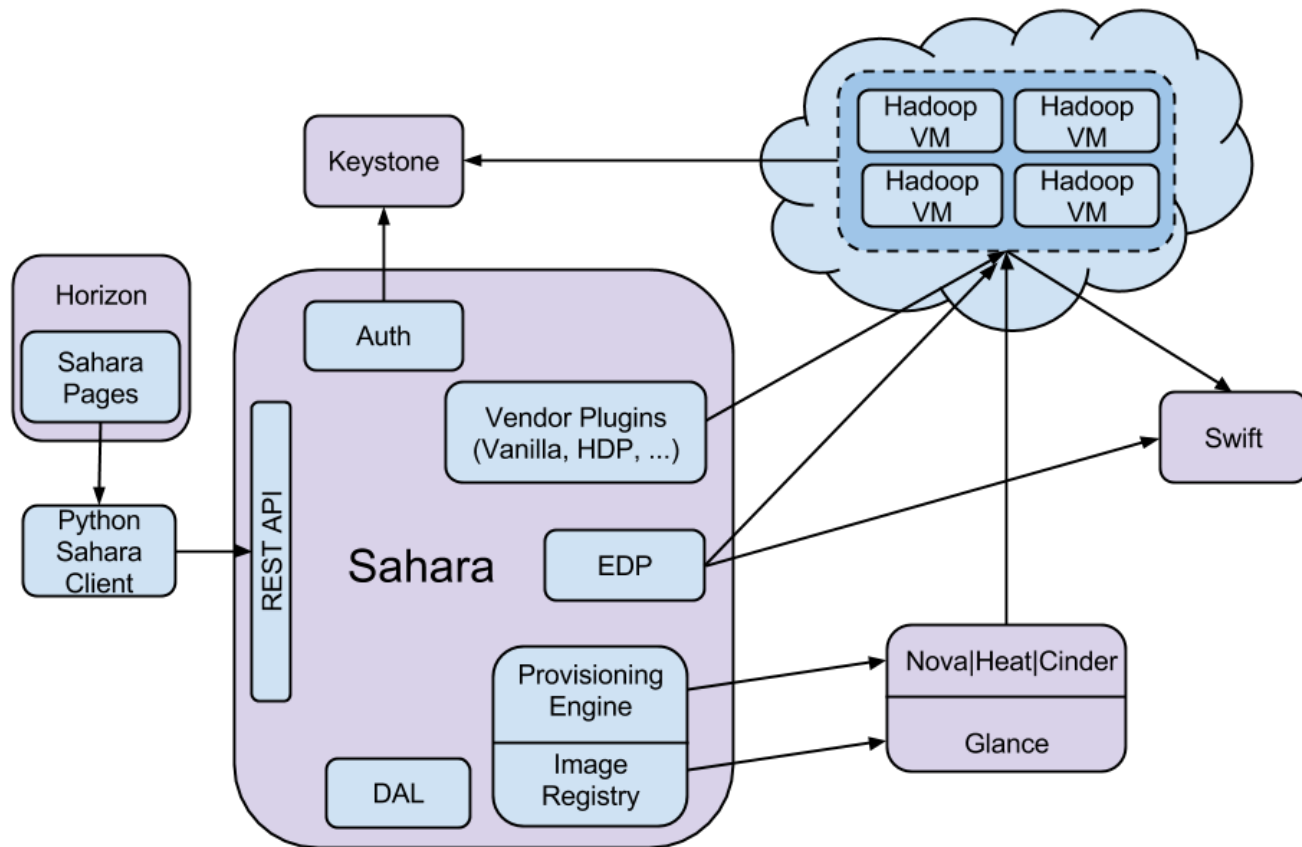 Hadoop
VM
Hadoop
VM
Hadoop
VM
Hadoop
VM
Keystone
Horizon
Sahara
Pages
Auth
Vendor Plugins
(Vanilla, HDP, ...)
Swift
Python
Sahara
Client
REST API
Sahara
EDP
Provisioning
Engine
Image
Registry
Nova|Heat|Cinder
Glance
DAL